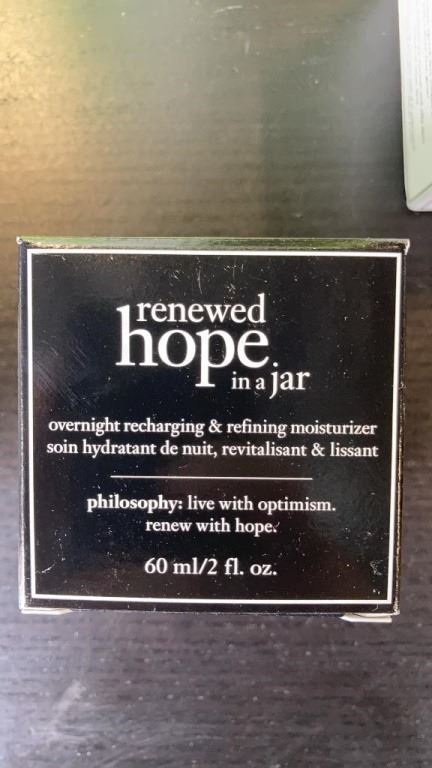 renewed
hope
in a jar
overnight recharging & refining moisturizer
soin hydratant de nuit, revitalisant & lissant
philosophy: live with optimism.
renew with hope.
60 ml/2 fl. oz.